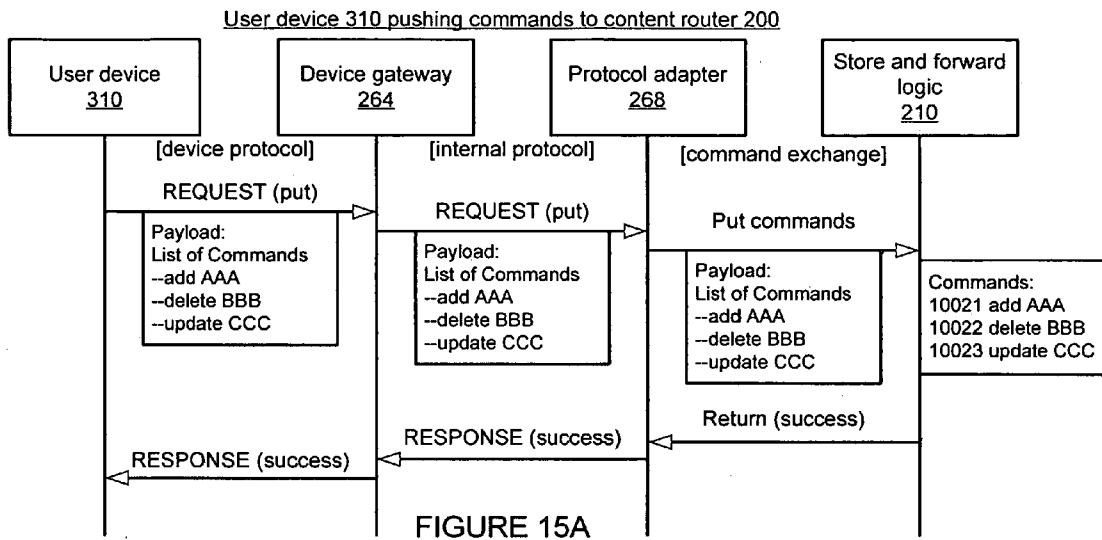 User device 310 pushing commands to content router 200
User device
310
Device gateway
264
Protocol adapter
268
Store and forward
logic
210
[device protocol]
[internal protocol]
[command exchange]
REQUEST (put)
Payload:
List of Commands
--add AAA
--delete BBB
--update CCC
REQUEST (put)
Payload:
List of Commands
--add AAA
--delete BBB
--update CCC
Put commands
Payload:
List of Commands
--add AAA
--delete BBB
--update CCC
Commands:
10021 add AAA
10022 delete BBB
10023 update CCC
Return (success)
RESPONSE (success)
RESPONSE (success)
FIGURE 15A